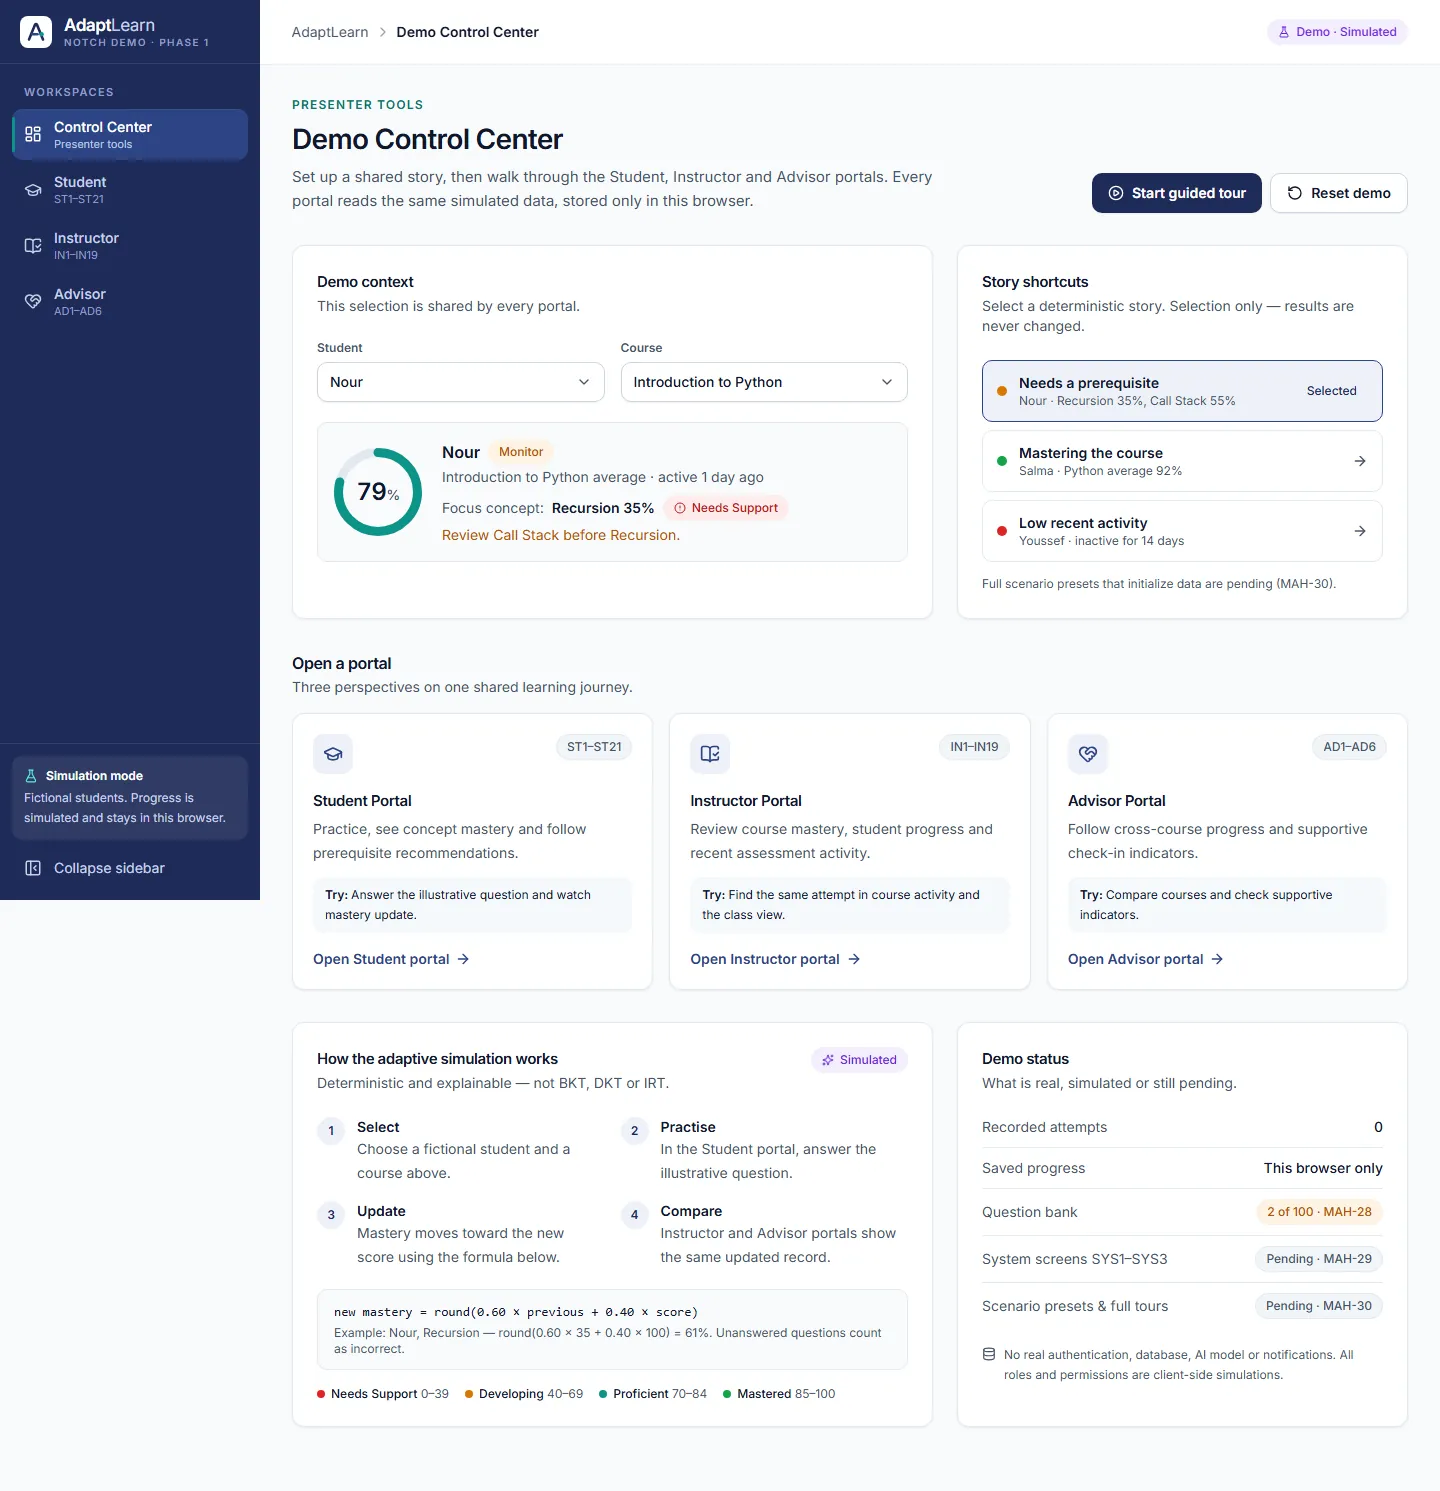 AdaptLearn
NOTCH DEMO · PHASE 1
WORKSPACES
Control Center
Presenter tools
Student
ST1–ST21
Instructor
IN1–IN19
Advisor
AD1–AD6
Simulation mode
Fictional students. Progress is
simulated and stays in this browser.
Collapse sidebar
AdaptLearn > Demo Control Center
Demo · Simulated
PRESENTER TOOLS
Demo Control Center
Set up a shared story, then walk through the Student, Instructor and Advisor portals. Every
portal reads the same simulated data, stored only in this browser.
Start guided tour
Reset demo
Demo context
This selection is shared by every portal.
Student
Nour
Course
Introduction to Python
79%
Nour Monitor
Introduction to Python average · active 1 day ago
Focus concept: Recursion 35% Needs Support
Review Call Stack before Recursion.
Story shortcuts
Select a deterministic story. Selection only — results are
never changed.
Needs a prerequisite
Nour · Recursion 35%, Call Stack 55%
Selected
Mastering the course
Salma · Python average 92%
Low recent activity
Youssef · inactive for 14 days
Full scenario presets that initialize data are pending (MAH-30).
Open a portal
Three perspectives on one shared learning journey.
ST1–ST21
Student Portal
Practice, see concept mastery and follow
prerequisite recommendations.
Try: Answer the illustrative question and watch
mastery update.
Open Student portal
IN1–IN19
Instructor Portal
Review course mastery, student progress and
recent assessment activity.
Try: Find the same attempt in course activity and
the class view.
Open Instructor portal
AD1–AD6
Advisor Portal
Follow cross-course progress and supportive
check-in indicators.
Try: Compare courses and check supportive
indicators.
Open Advisor portal
How the adaptive simulation works
Simulated
Deterministic and explainable — not BKT, DKT or IRT.
1
Select
Choose a fictional student and a
course above.
2
Practise
In the Student portal, answer the
illustrative question.
3
Update
Mastery moves toward the new
score using the formula below.
4
Compare
Instructor and Advisor portals show
the same updated record.
new mastery = round(0.60 × previous + 0.40 × score)
Example: Nour, Recursion — round(0.60 × 35 + 0.40 × 100) = 61%. Unanswered questions count
as incorrect.
Needs Support 0–39 Developing 40–69 Proficient 70–84 Mastered 85–100
Demo status
What is real, simulated or still pending.
Recorded attempts 0
Saved progress This browser only
Question bank 2 of 100 · MAH-28
System screens SYS1–SYS3 Pending · MAH-29
Scenario presets & full tours Pending · MAH-30
No real authentication, database, AI model or notifications. All
roles and permissions are client-side simulations.